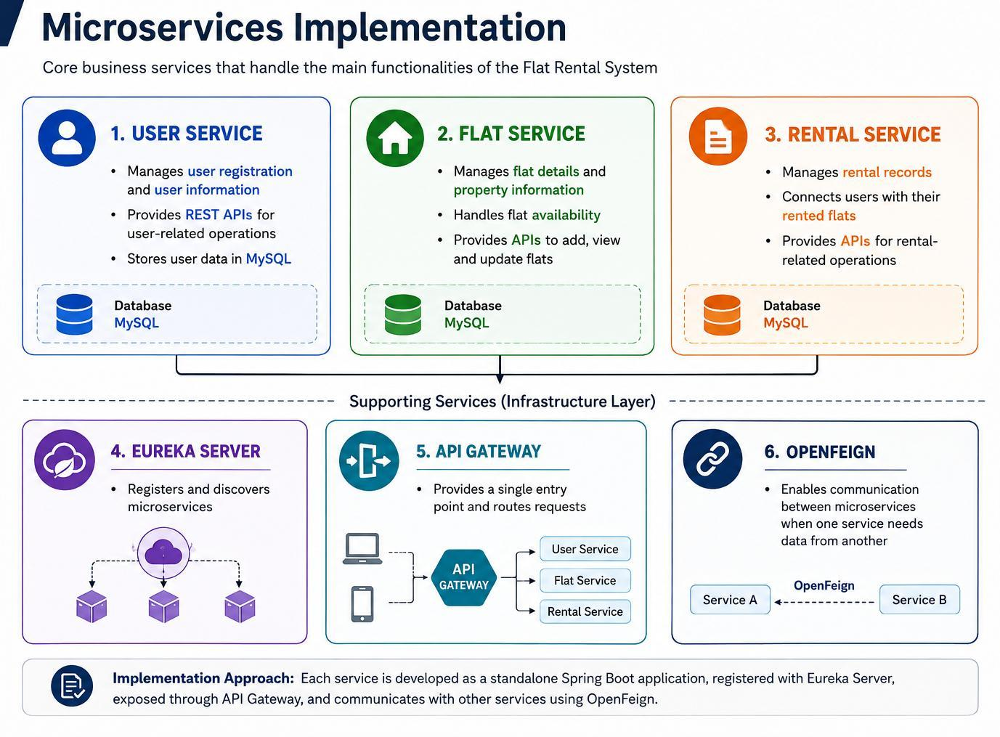 Microservices Implementation
Core business services that handle the main functionalities of the Flat Rental System
1. USER SERVICE
• Manages user registration
and user information
• Provides REST APIs for
user-related operations
• Stores user data in MySQL
Database
MySQL
2. FLAT SERVICE
• Manages flat details and
property information
• Handles flat availability
• Provides APIs to add, view
and update flats
Database
MySQL
3. RENTAL SERVICE
• Manages rental records
• Connects users with their
rented flats
• Provides APIs for rental-
related operations
Database
MySQL
Supporting Services (Infrastructure Layer)
4. EUREKA SERVER
• Registers and discovers
microservices
5. API GATEWAY
• Provides a single entry
point and routes requests
API
GATEWAY
User Service
Flat Service
Rental Service
6. OPENFEIGN
• Enables communication
between microservices
when one service needs
data from another
Service A
OpenFeign
Service B
Implementation Approach: Each service is developed as a standalone Spring Boot application, registered with Eureka Server,
exposed through API Gateway, and communicates with other services using OpenFeign.